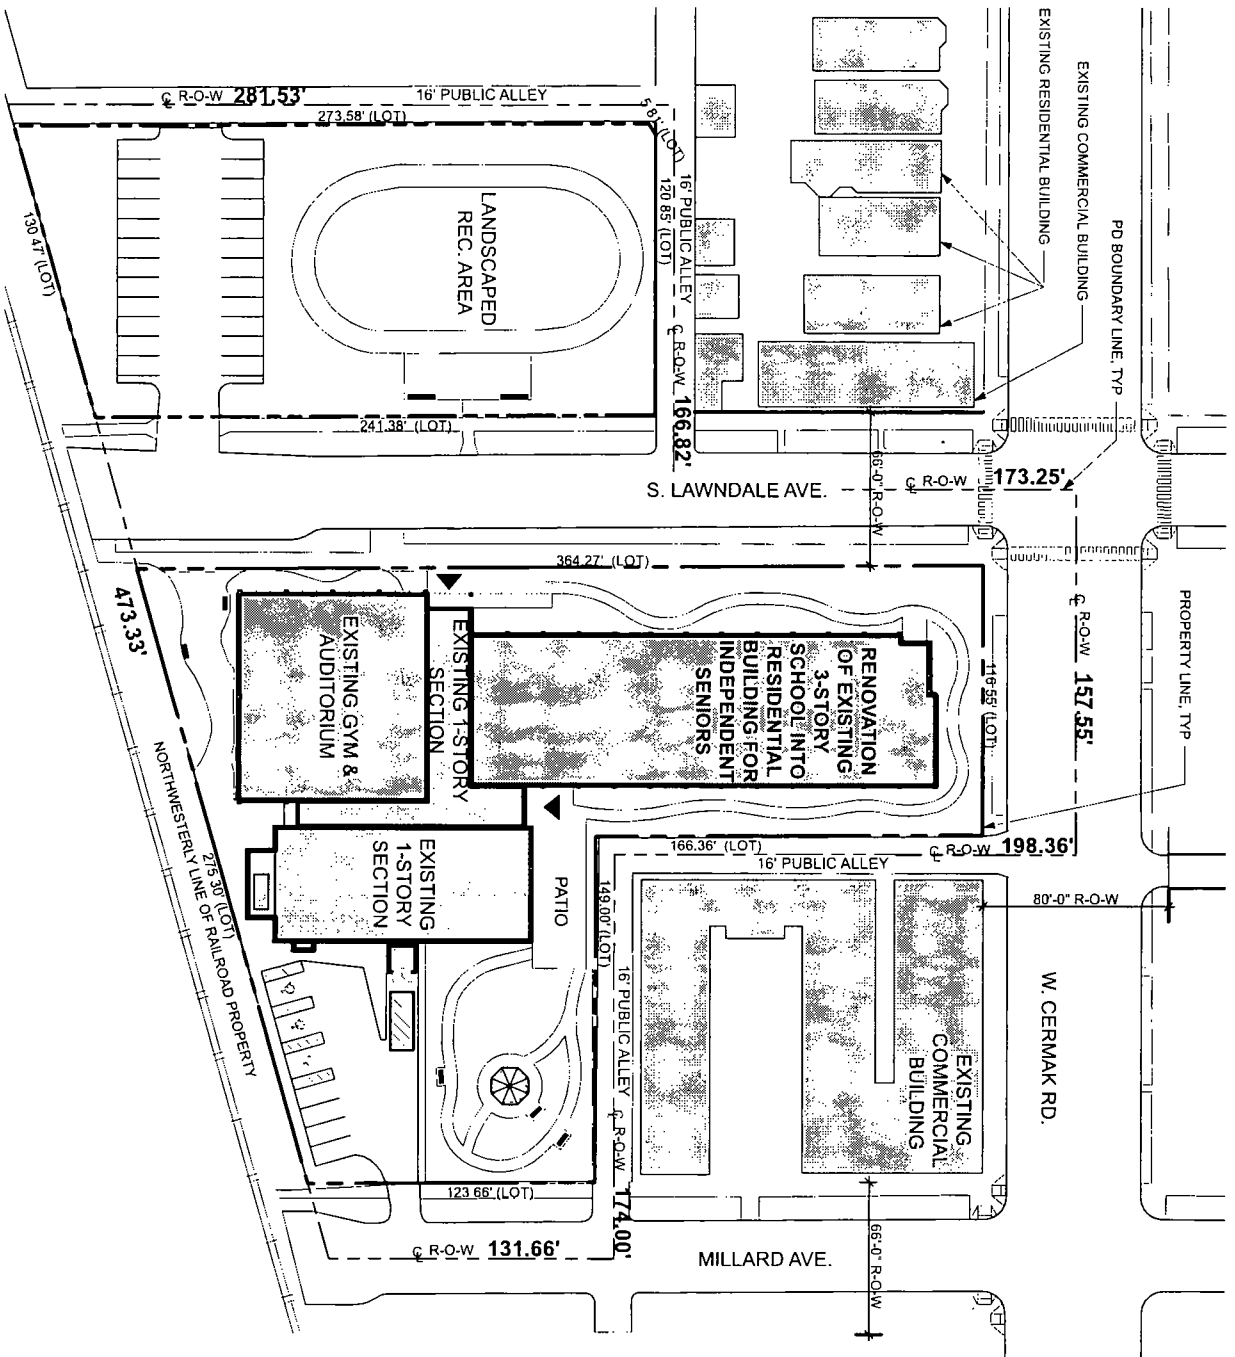 EXISTING RESIDENTIAL BUILDING
EXISTING COMMERCIAL BUILDING
PD BOUNDARY LINE, TYP
PROPERTY LINE, TYP
℄ R-O-W 281.53'
16' PUBLIC ALLEY
273.58' (LOT)
5 81' (LOT)
16' PUBLIC ALLEY
120 85' (LOT)
℄ R-O-W 166.82'
130 47' (LOT)
LANDSCAPED
REC. AREA
241.38' (LOT)
S. LAWNDALE AVE.
66'-0" R-O-W
℄ R-O-W 173.25'
364.27' (LOT)
473.33'
EXISTING GYM &
AUDITORIUM
EXISTING 1-STORY
SECTION
RENOVATION
OF EXISTING
3-STORY
SCHOOL INTO
RESIDENTIAL
BUILDING FOR
INDEPENDENT
SENIORS
116 55' (LOT)
℄ R-O-W 157.55'
NORTHWESTERLY LINE OF RAILROAD PROPERTY
275 30' (LOT)
EXISTING
1-STORY
SECTION
PATIO
166.36' (LOT)
16' PUBLIC ALLEY
℄ R-O-W 198.36'
149.00' (LOT)
16' PUBLIC ALLEY
℄ R-O-W 174.00'
80'-0" R-O-W
W. CERMAK RD.
EXISTING
COMMERCIAL
BUILDING
123 66' (LOT)
℄ R-O-W 131.66'
MILLARD AVE.
66'-0" R-O-W